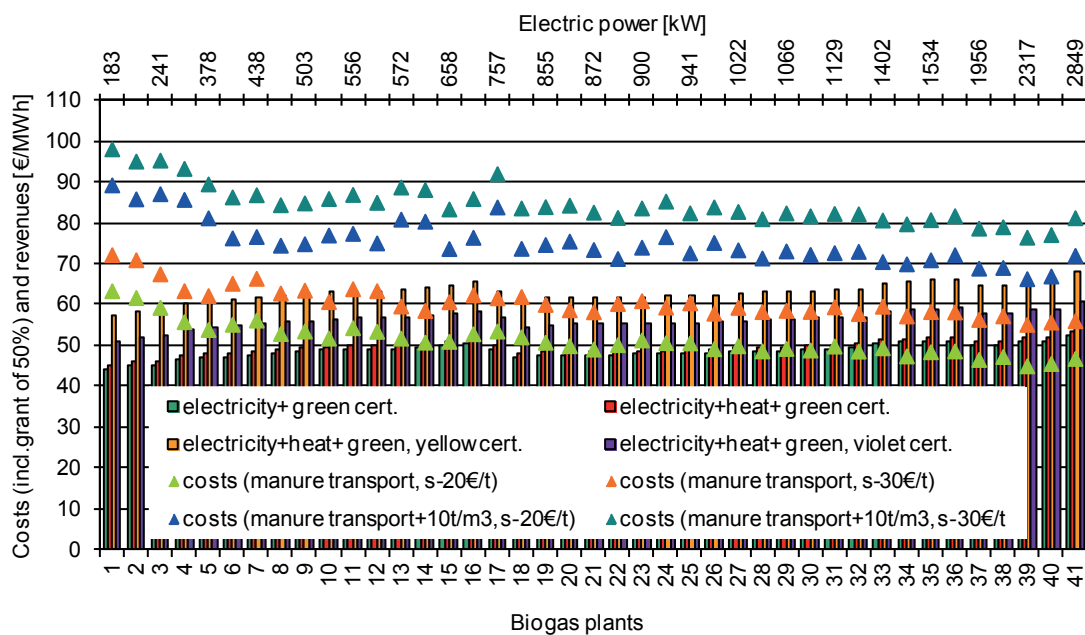 Electric power [kW]
183 241 378 438 503 556 572 658 757 855 872 900 941 1022 1066 1129 1402 1534 1956 2317 2849
Costs (incl.grant of 50%) and revenues [€/MWh]
110
100
90
80
70
60
50
40
30
20
10
0
electricity+ green cert.
electricity+heat+ green cert.
electricity+heat+ green, yellow cert.
electricity+heat+ green, violet cert.
costs (manure transport, s-20€/t)
costs (manure transport, s-30€/t)
costs (manure transport+10t/m3, s-20€/t)
costs (manure transport+10t/m3, s-30€/t
1 2 3 4 5 6 7 8 9 10 11 12 13 14 15 16 17 18 19 20 21 22 23 24 25 26 27 28 29 30 31 32 33 34 35 36 37 38 39 40 41
Biogas plants